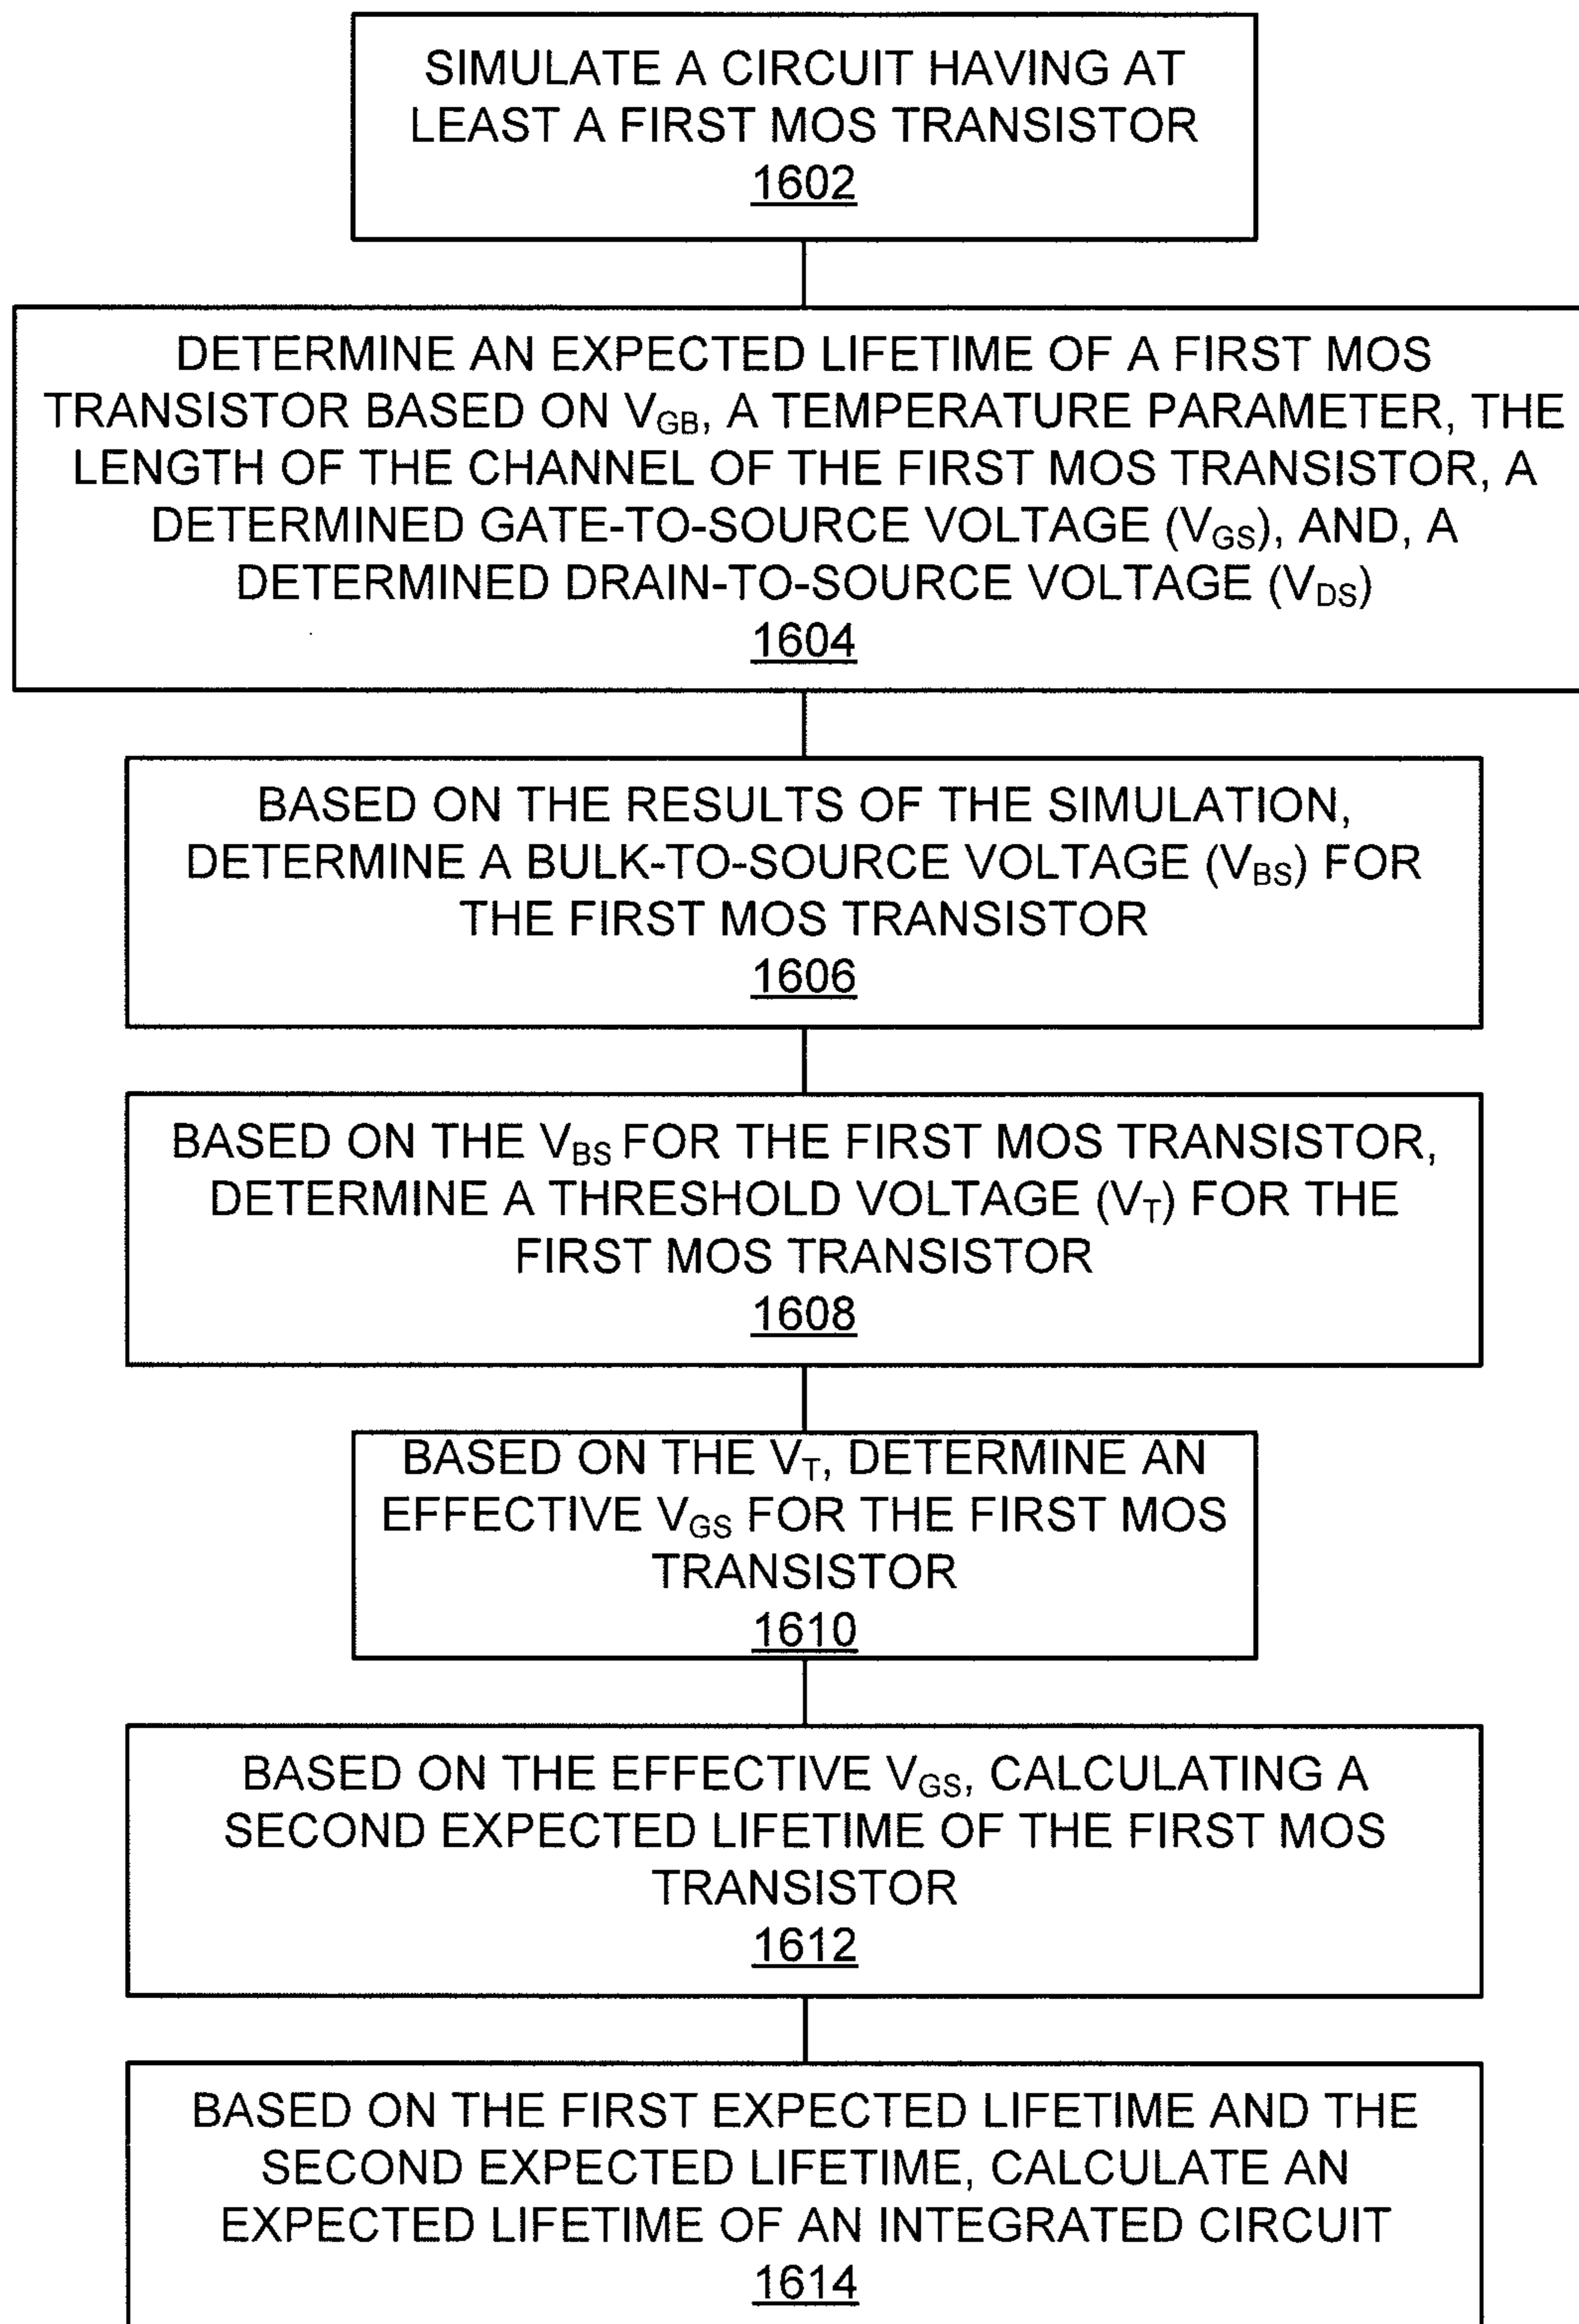 SIMULATE A CIRCUIT HAVING AT
LEAST A FIRST MOS TRANSISTOR
1602
DETERMINE AN EXPECTED LIFETIME OF A FIRST MOS
TRANSISTOR BASED ON VGB, A TEMPERATURE PARAMETER, THE
LENGTH OF THE CHANNEL OF THE FIRST MOS TRANSISTOR, A
DETERMINED GATE-TO-SOURCE VOLTAGE (VGS), AND, A
DETERMINED DRAIN-TO-SOURCE VOLTAGE (VDS)
1604
BASED ON THE RESULTS OF THE SIMULATION,
DETERMINE A BULK-TO-SOURCE VOLTAGE (VBS) FOR
THE FIRST MOS TRANSISTOR
1606
BASED ON THE VBS FOR THE FIRST MOS TRANSISTOR,
DETERMINE A THRESHOLD VOLTAGE (VT) FOR THE
FIRST MOS TRANSISTOR
1608
BASED ON THE VT, DETERMINE AN
EFFECTIVE VGS FOR THE FIRST MOS
TRANSISTOR
1610
BASED ON THE EFFECTIVE VGS, CALCULATING A
SECOND EXPECTED LIFETIME OF THE FIRST MOS
TRANSISTOR
1612
BASED ON THE FIRST EXPECTED LIFETIME AND THE
SECOND EXPECTED LIFETIME, CALCULATE AN
EXPECTED LIFETIME OF AN INTEGRATED CIRCUIT
1614